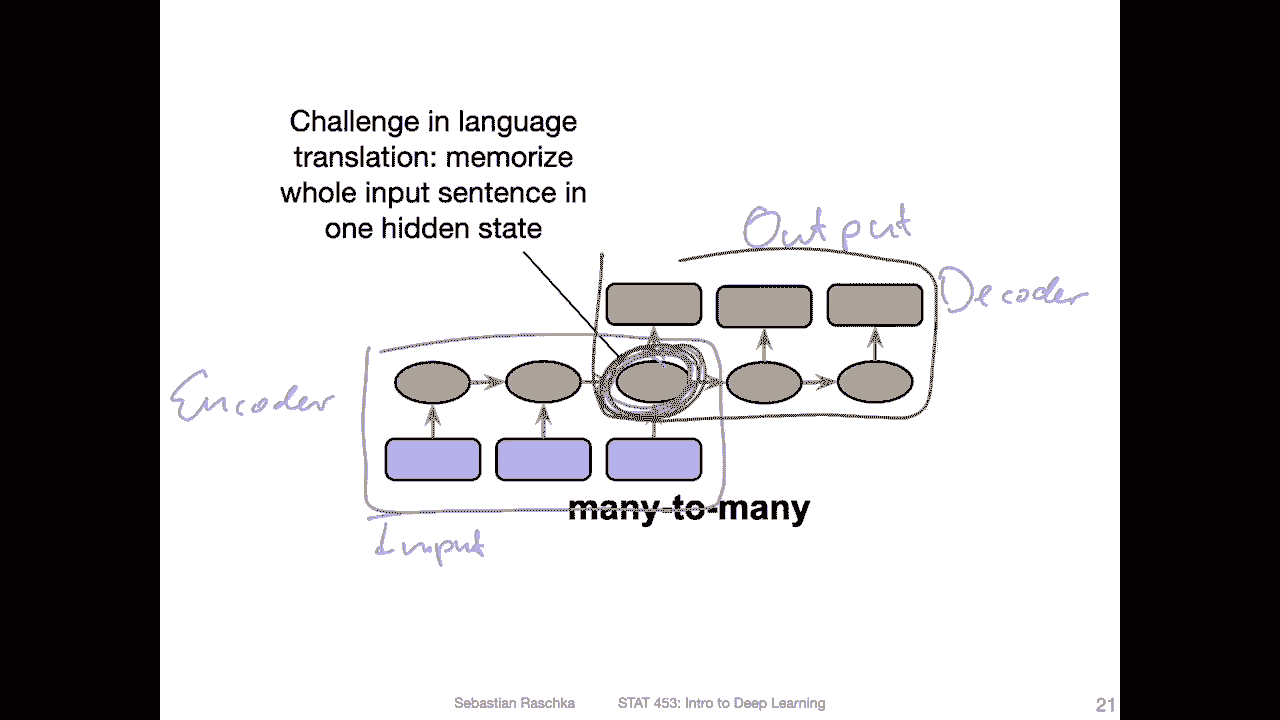 Challenge in language
translation: memorize
whole input sentence in
one hidden state
Output
Decoder
Encoder
many-to-many
Input
Sebastian Raschka STAT 453: Intro to Deep Learning 21